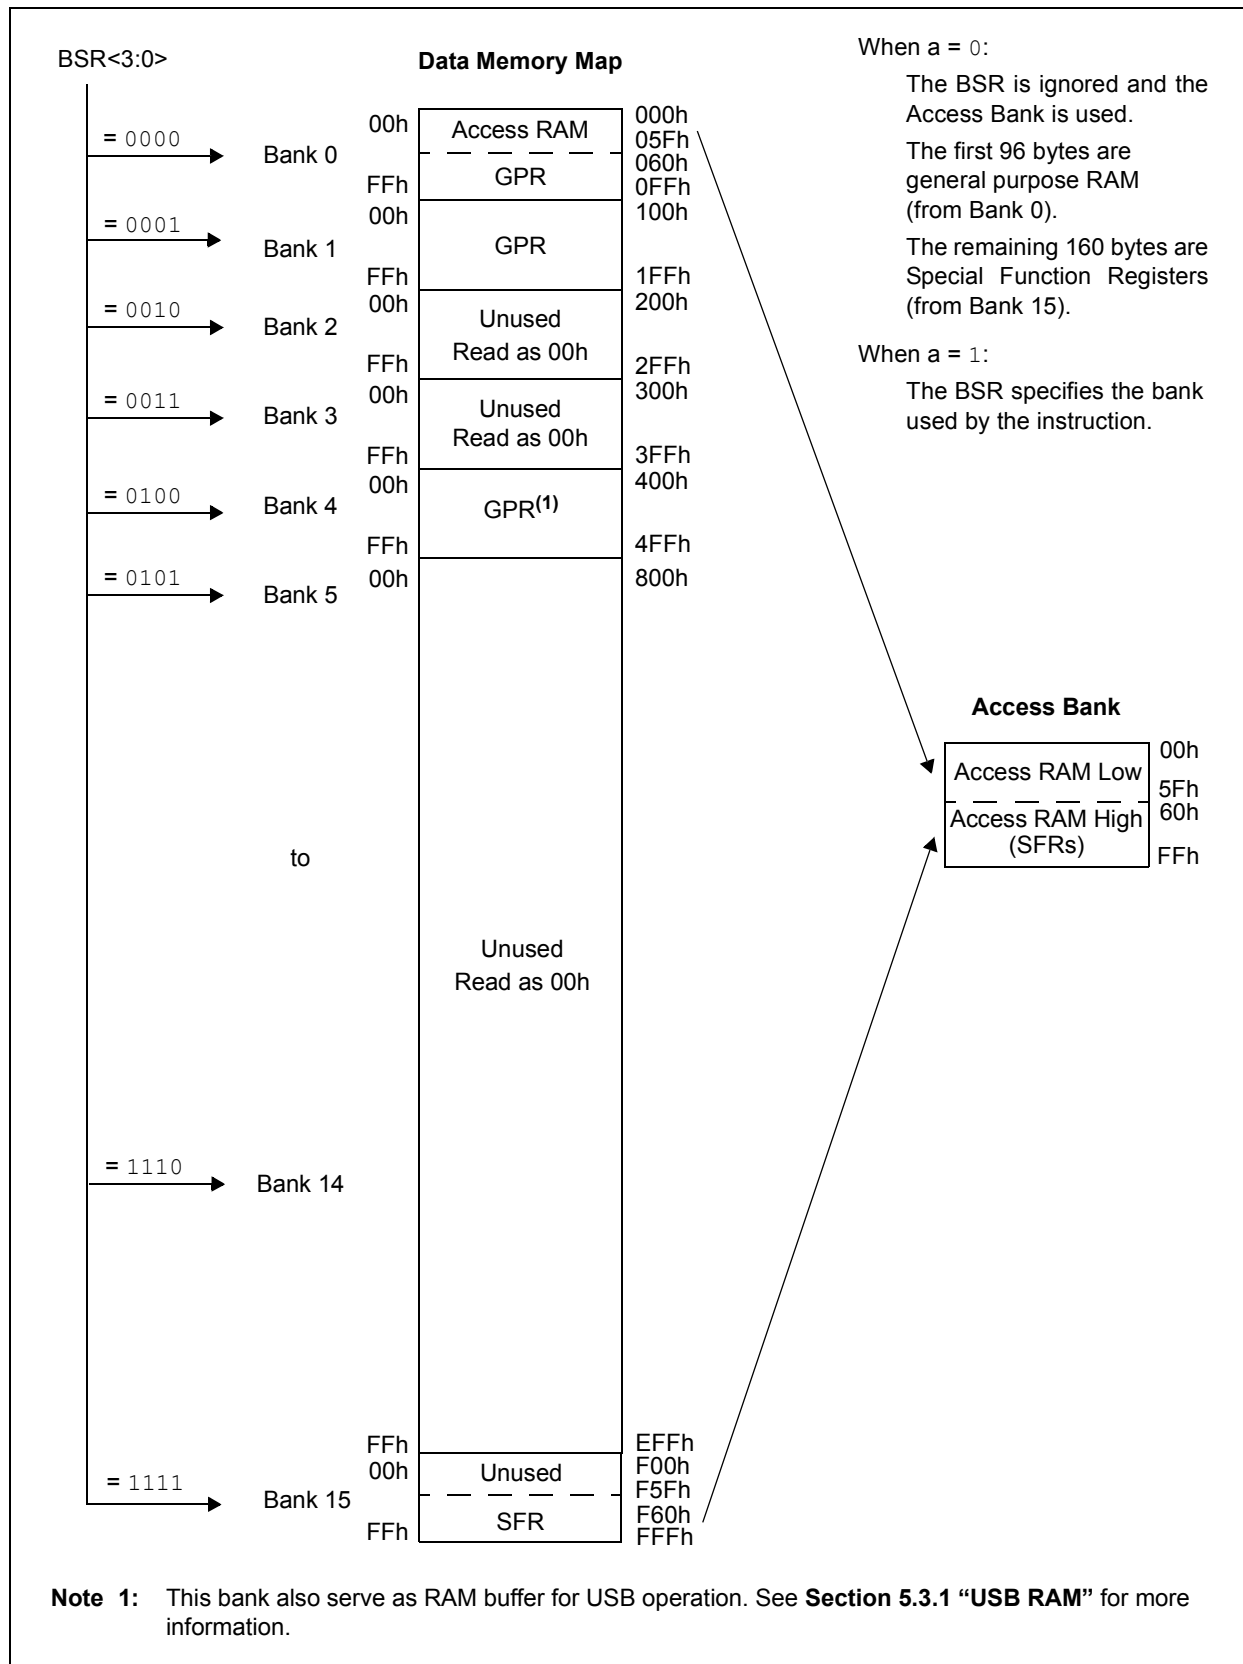 BSR<3:0>
Data Memory Map
When a = 0:
The BSR is ignored and the
Access Bank is used.
The first 96 bytes are
general purpose RAM
(from Bank 0).
The remaining 160 bytes are
Special Function Registers
(from Bank 15).
When a = 1:
The BSR specifies the bank
used by the instruction.
= 0000
Bank 0
00h
Access RAM
000h
05Fh
060h
FFh
GPR
0FFh
= 0001
Bank 1
00h
100h
GPR
FFh
1FFh
= 0010
Bank 2
00h
200h
Unused
Read as 00h
FFh
2FFh
= 0011
Bank 3
00h
300h
Unused
Read as 00h
FFh
3FFh
= 0100
Bank 4
00h
400h
GPR(1)
FFh
4FFh
= 0101
Bank 5
00h
800h
Access Bank
00h
Access RAM Low
5Fh
60h
Access RAM High
(SFRs)
FFh
to
Unused
Read as 00h
= 1110
Bank 14
FFh
EFFh
= 1111
Bank 15
00h
Unused
F00h
F5Fh
F60h
FFh
SFR
FFFh
Note 1: This bank also serve as RAM buffer for USB operation. See Section 5.3.1 “USB RAM” for more
information.